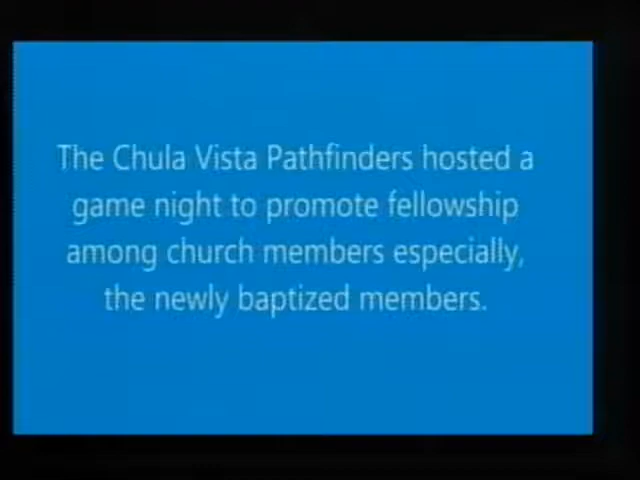 The Chula Vista Pathfinders hosted a
game night to promote fellowship
among church members especially,
the newly baptized members.